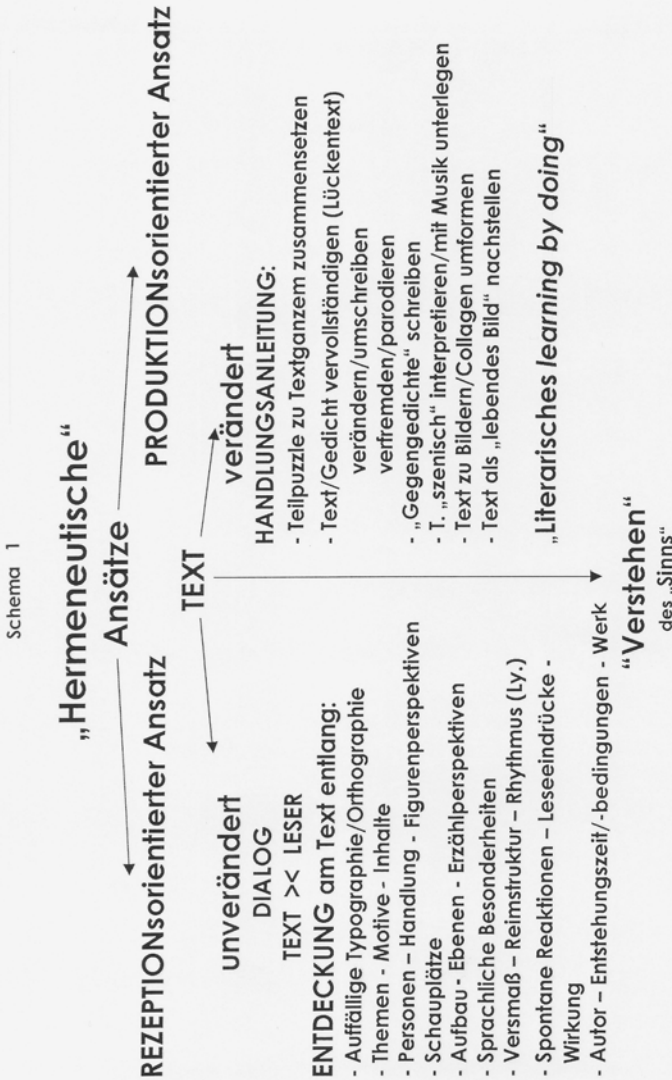 Schema 1
„Hermeneutische“
Ansätze
REZEPTIONsorientierter Ansatz
PRODUKTIONsorientierter Ansatz
TEXT
unverändert
DIALOG
TEXT >< LESER
ENTDECKUNG am Text entlang:
- Auffällige Typographie/Orthographie
- Themen - Motive - Inhalte
- Personen – Handlung - Figurenperspektiven
- Schauplätze
- Aufbau - Ebenen - Erzählperspektiven
- Sprachliche Besonderheiten
- Versmaß – Reimstruktur – Rhythmus (Ly.)
- Spontane Reaktionen – Leseeindrücke -
Wirkung
- Autor – Entstehungszeit/-bedingungen - Werk
verändert
HANDLUNGSANLEITUNG:
- Teilpuzzle zu Textganzem zusammensetzen
- Text/Gedicht vervollständigen (Lückentext)
verändern/umschreiben
verfremden/parodieren
- „Gegengedichte“ schreiben
- T. „szenisch“ interpretieren/mit Musik unterlegen
- Text zu Bildern/Collagen umformen
- Text als „lebendes Bild“ nachstellen
„Literarisches learning by doing“
“Verstehen“
des „Sinns“